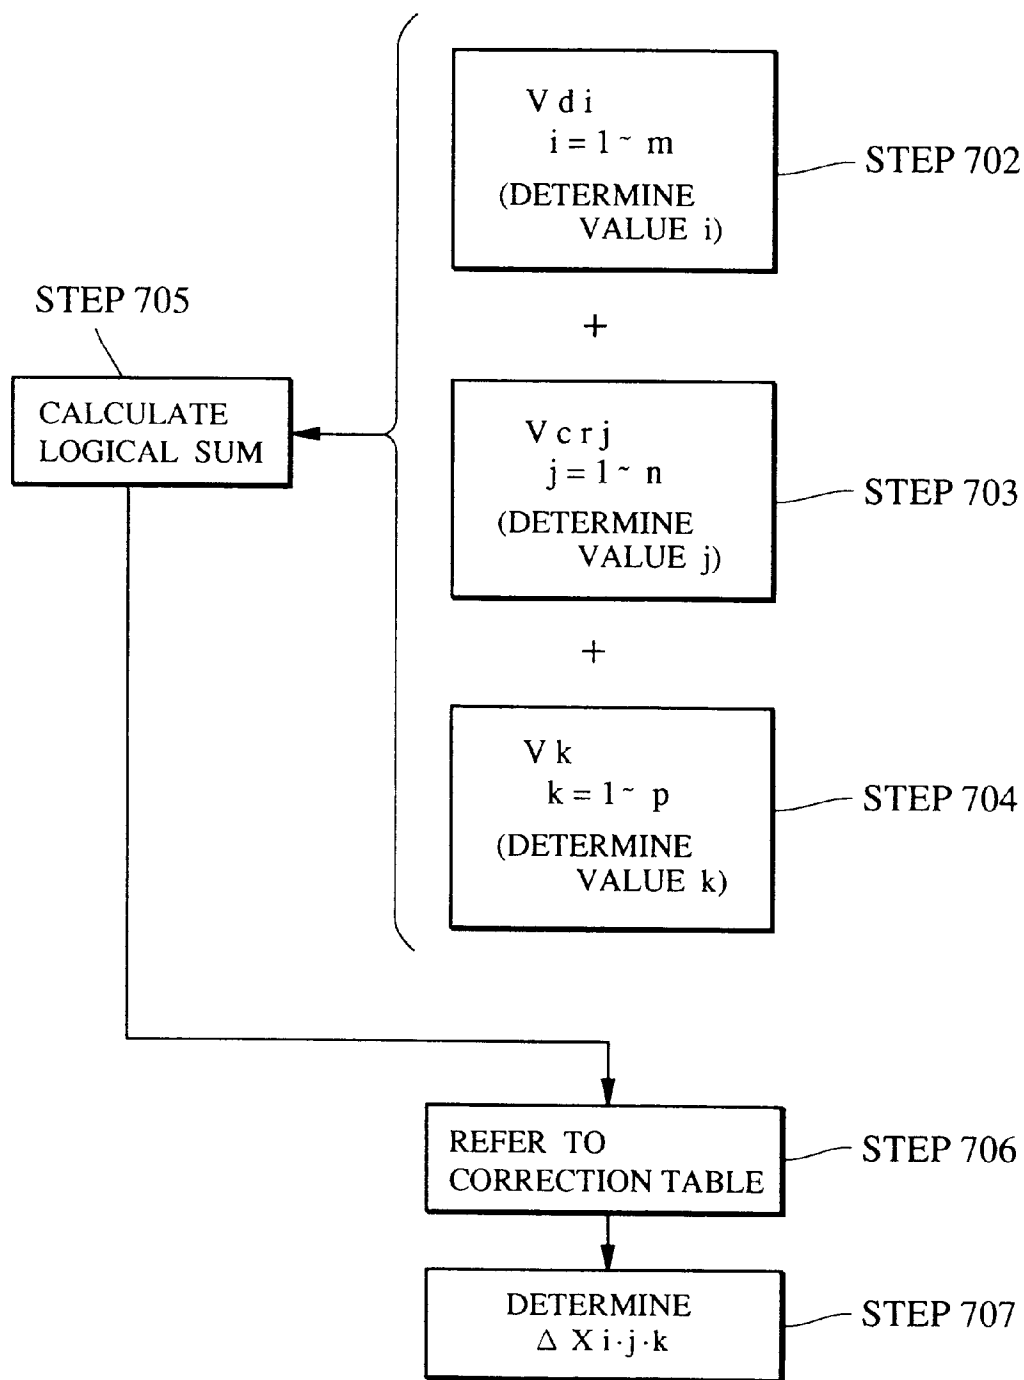 V d i
i = 1 ~ m
(DETERMINE
VALUE i)
STEP 702
+
STEP 705
CALCULATE
LOGICAL SUM
V c r j
j = 1 ~ n
(DETERMINE
VALUE j)
STEP 703
+
V k
k = 1 ~ p
(DETERMINE
VALUE k)
STEP 704
REFER TO
CORRECTION TABLE
STEP 706
DETERMINE
Δ X i·j·k
STEP 707